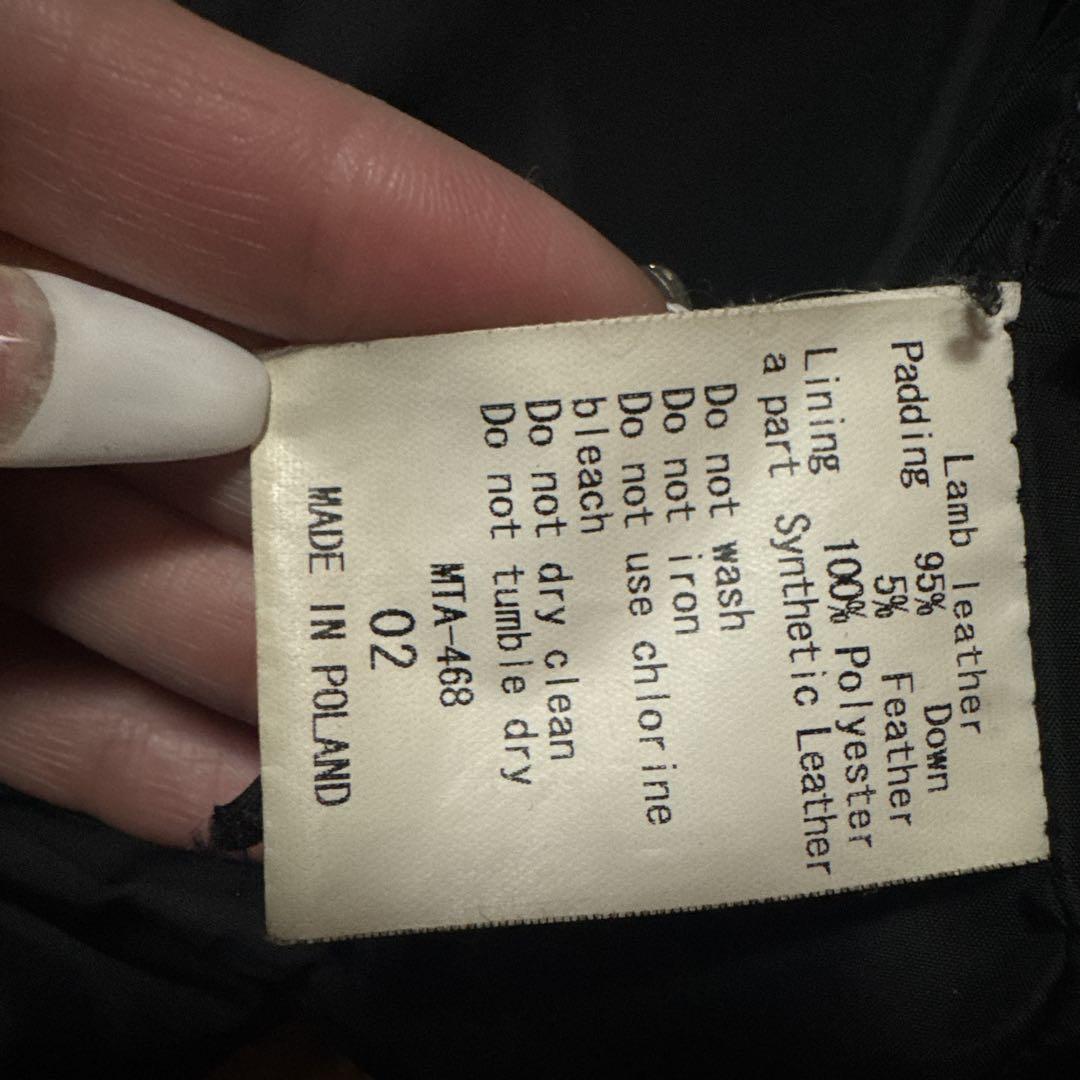 Lamb leather
Padding 95% Down
5% Feather
Lining 100% Polyester
a part Synthetic Leather
Do not wash
Do not iron
Do not use chlorine
bleach
Do not dry clean
Do not tumble dry
MTA-468
02
MADE IN POLAND